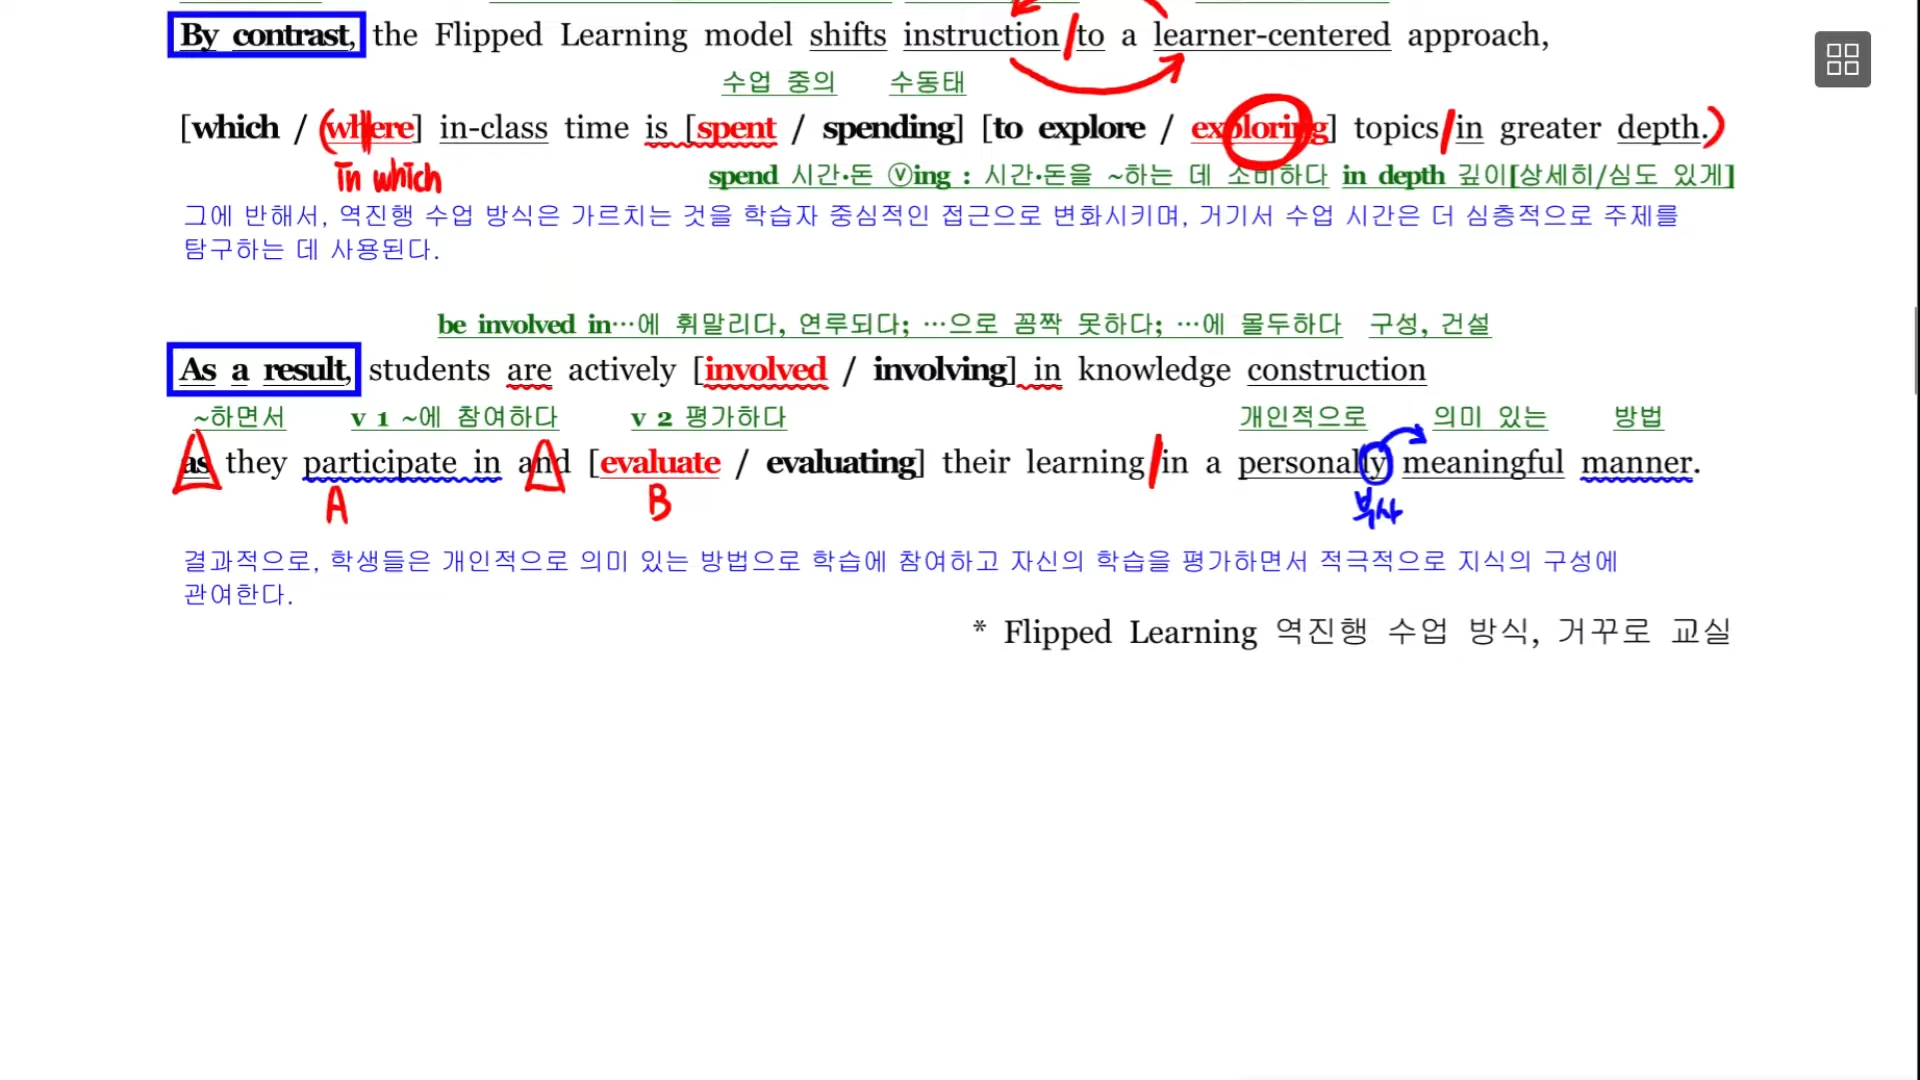 By contrast, the Flipped Learning model shifts instruction / to a learner-centered approach,
수업 중의 수동태
[which / (where] in-class time is [spent / spending] [to explore / exploring] topics / in greater depth.)
in which
spend 시간·돈 ⓥing : 시간·돈을 ~하는 데 소비하다 in depth 깊이[상세히/심도 있게]
그에 반해서, 역진행 수업 방식은 가르치는 것을 학습자 중심적인 접근으로 변화시키며, 거기서 수업 시간은 더 심층적으로 주제를
탐구하는 데 사용된다.
be involved in…에 휘말리다, 연루되다; …으로 꼼짝 못하다; …에 몰두하다 구성, 건설
As a result, students are actively [involved / involving] in knowledge construction
~하면서 v 1 ~에 참여하다 v 2 평가하다 개인적으로 의미 있는 방법
as they participate in and [evaluate / evaluating] their learning / in a personally meaningful manner.
A B 부사
결과적으로, 학생들은 개인적으로 의미 있는 방법으로 학습에 참여하고 자신의 학습을 평가하면서 적극적으로 지식의 구성에
관여한다.
* Flipped Learning 역진행 수업 방식, 거꾸로 교실